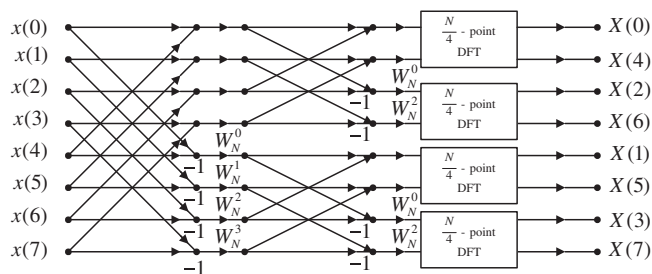 x(0) N/4 - point DFT X(0)
x(1) X(4)
W_N^0
x(2) −1 W_N^2 N/4 - point DFT X(2)
x(3) −1 X(6)
W_N^0
x(4) −1 W_N^1 N/4 - point DFT X(1)
x(5) −1 W_N^2 X(5)
W_N^0
x(6) −1 W_N^3 −1 W_N^2 N/4 - point DFT X(3)
x(7) −1 −1 X(7)